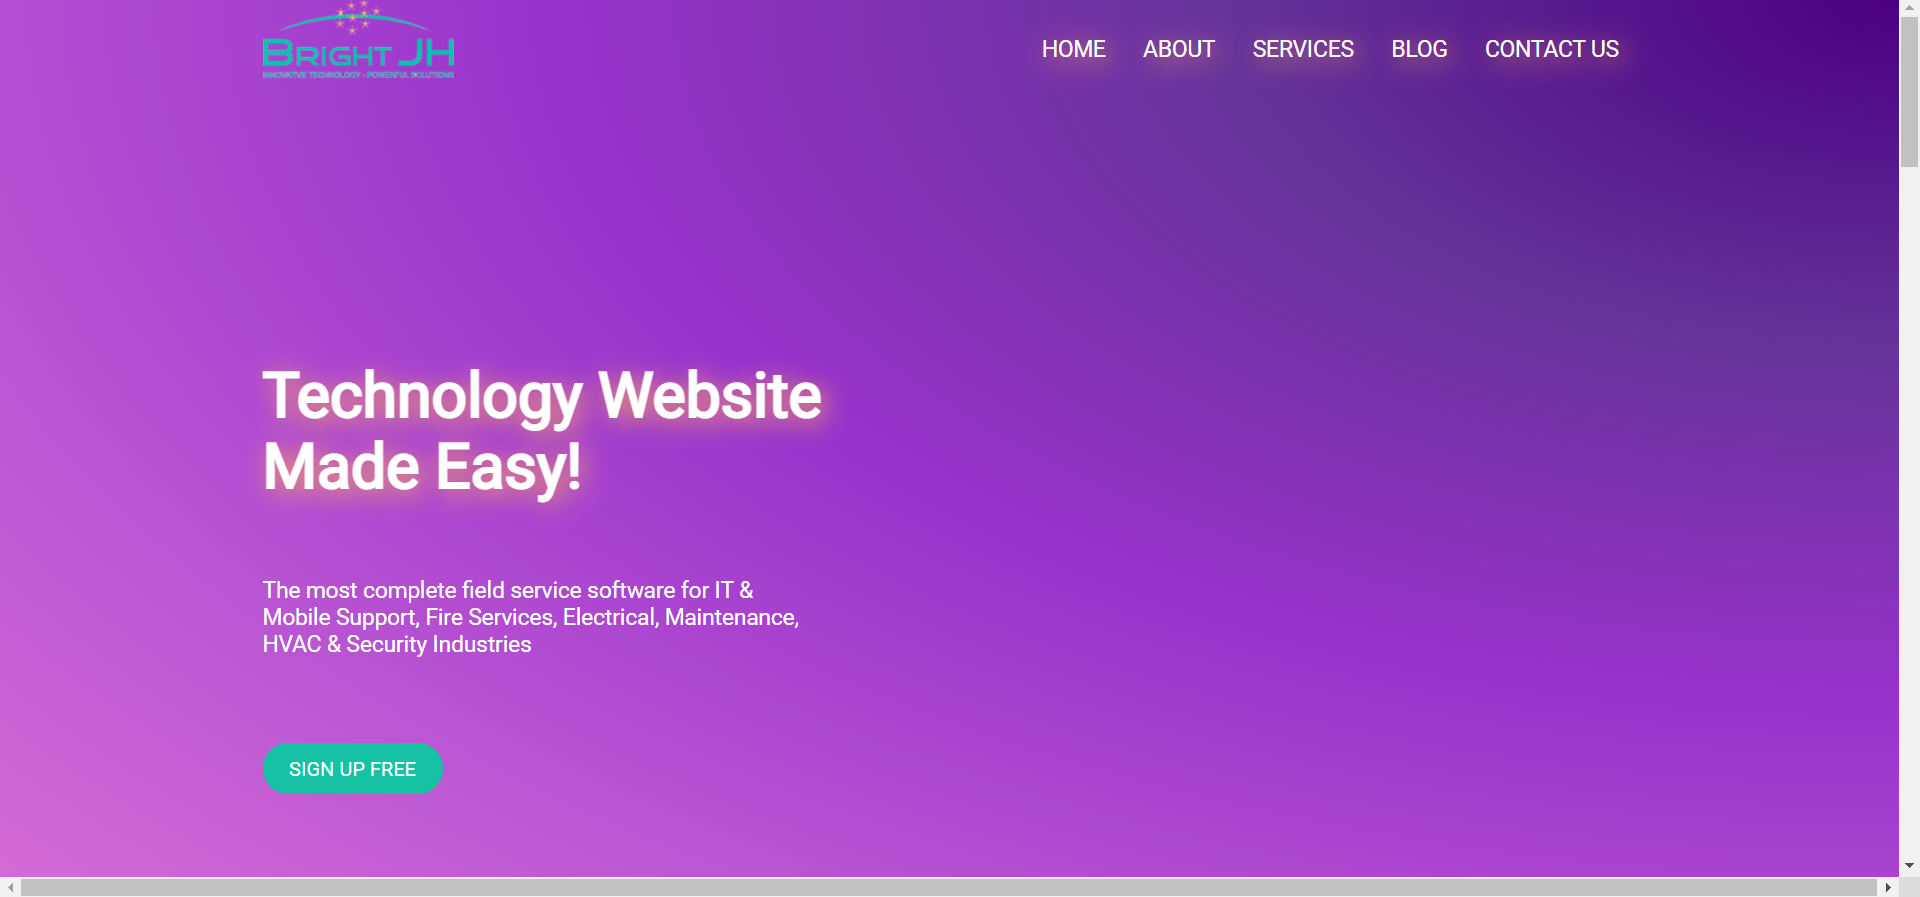 BRIGHT JH
INNOVATIVE TECHNOLOGY - POWERFUL SOLUTIONS
HOME
ABOUT
SERVICES
BLOG
CONTACT US
Technology Website
Made Easy!
The most complete field service software for IT &
Mobile Support, Fire Services, Electrical, Maintenance,
HVAC & Security Industries
SIGN UP FREE